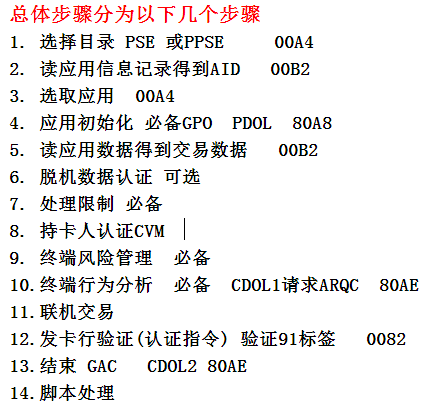 总体步骤分为以下几个步骤
1. 选择目录 PSE 或PPSE 00A4
2. 读应用信息记录得到AID 00B2
3. 选取应用 00A4
4. 应用初始化 必备GPO PDOL 80A8
5. 读应用数据得到交易数据 00B2
6. 脱机数据认证 可选
7. 处理限制 必备
8. 持卡人认证CVM
9. 终端风险管理 必备
10.终端行为分析 必备 CDOL1请求ARQC 80AE
11.联机交易
12.发卡行验证(认证指令) 验证91标签 0082
13.结束 GAC CDOL2 80AE
14.脚本处理